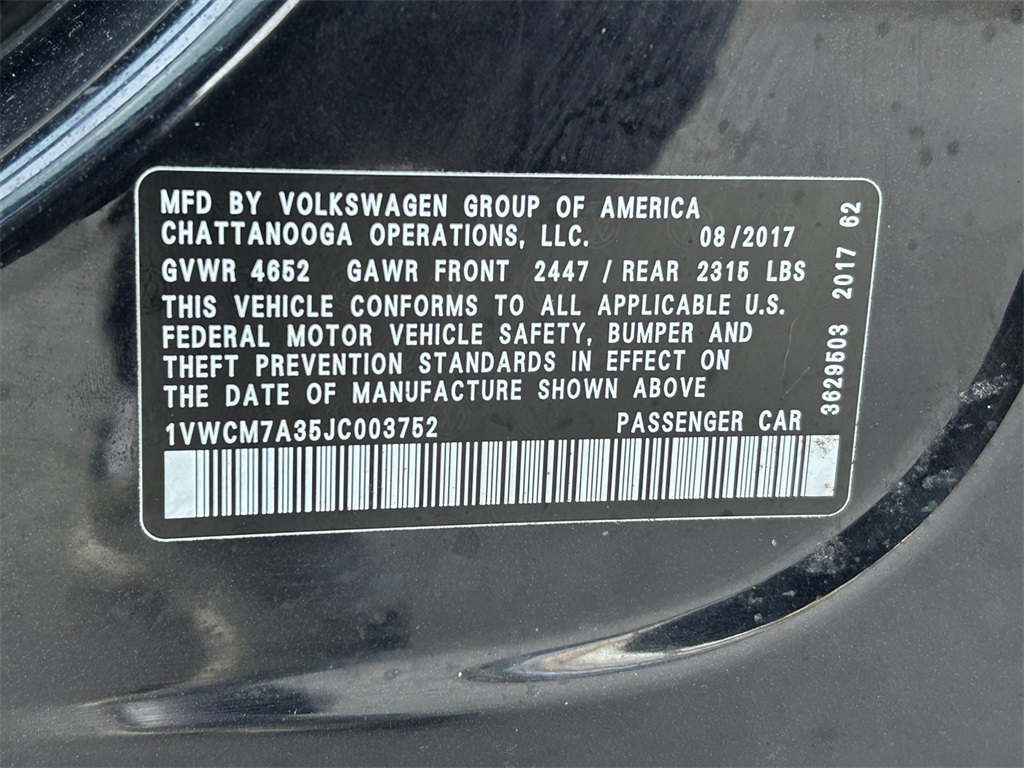 MFD BY VOLKSWAGEN GROUP OF AMERICA
CHATTANOOGA OPERATIONS, LLC. 08/2017
GVWR 4652 GAWR FRONT 2447 / REAR 2315 LBS
THIS VEHICLE CONFORMS TO ALL APPLICABLE U.S.
FEDERAL MOTOR VEHICLE SAFETY, BUMPER AND
THEFT PREVENTION STANDARDS IN EFFECT ON
THE DATE OF MANUFACTURE SHOWN ABOVE
1VWCM7A35JC003752 PASSENGER CAR
3629503 2017 62